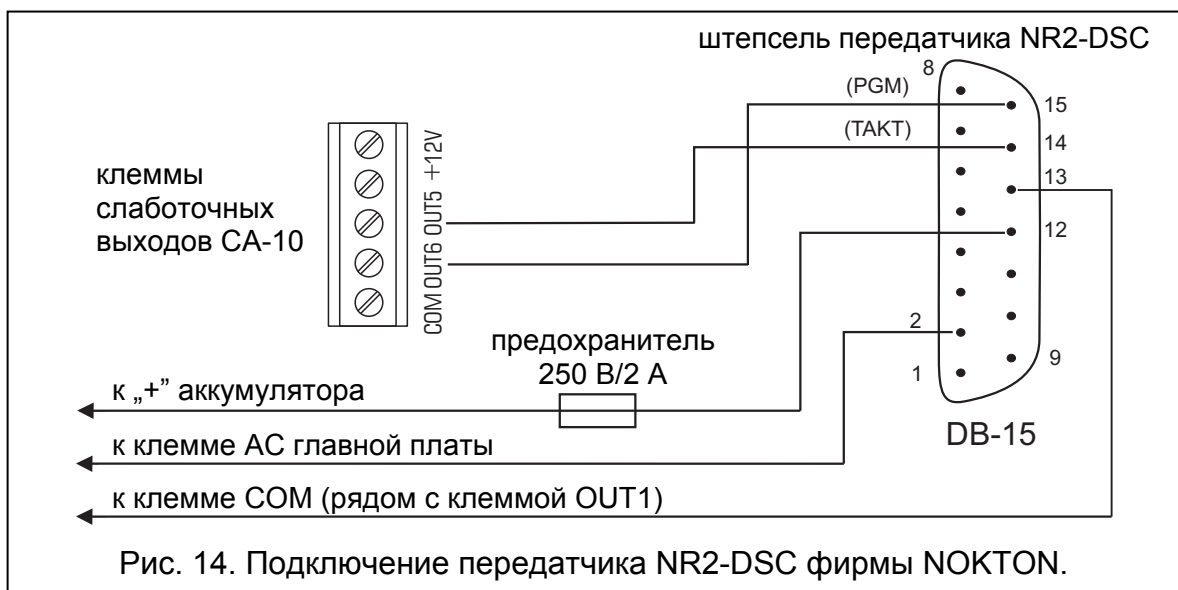 штепсель передатчика NR2-DSC
8
(PGM)
15
(TAKT)
14
13
12
2
1
9
DB-15
клеммы
слаботочных
выходов CA-10
COM OUT6 OUT5 +12V
предохранитель
250 В/2 А
к „+” аккумулятора
к клемме AC главной платы
к клемме COM (рядом с клеммой OUT1)
Рис. 14. Подключение передатчика NR2-DSC фирмы NOKTON.